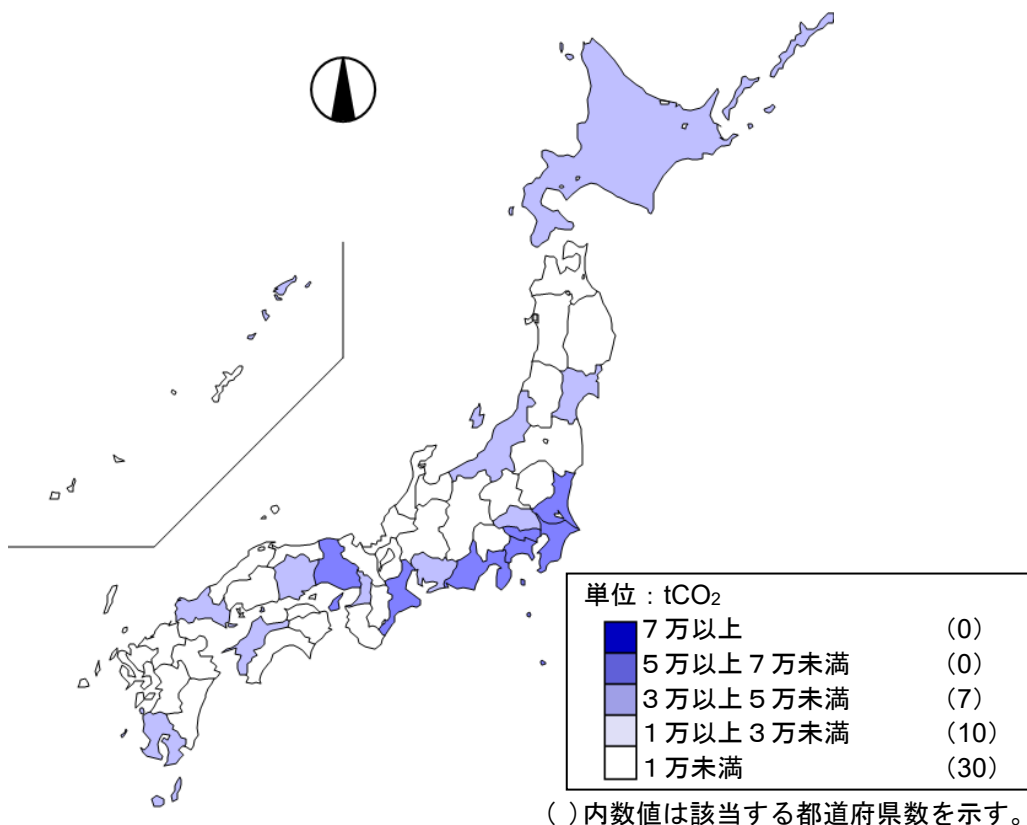 単位：tCO₂
7万以上 (0)
5万以上7万未満 (0)
3万以上5万未満 (7)
1万以上3万未満 (10)
1万未満 (30)
( )内数値は該当する都道府県数を示す。